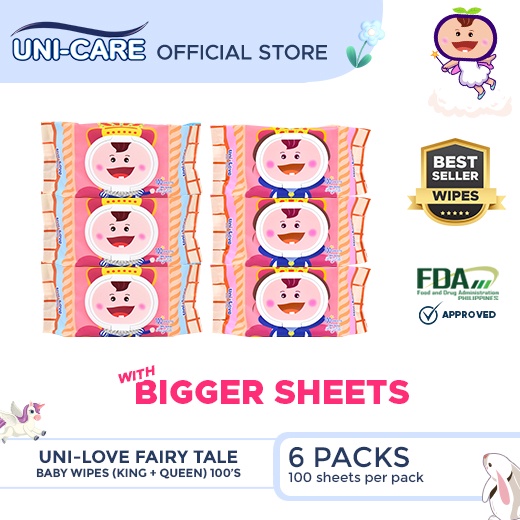 UNI-CARE OFFICIAL STORE
BEST
SELLER
WIPES
FDA
Food and Drug Administration
PHILIPPINES
APPROVED
WITH
BIGGER SHEETS
UNI-LOVE FAIRY TALE
BABY WIPES (KING + QUEEN) 100'S
6 PACKS
100 sheets per pack